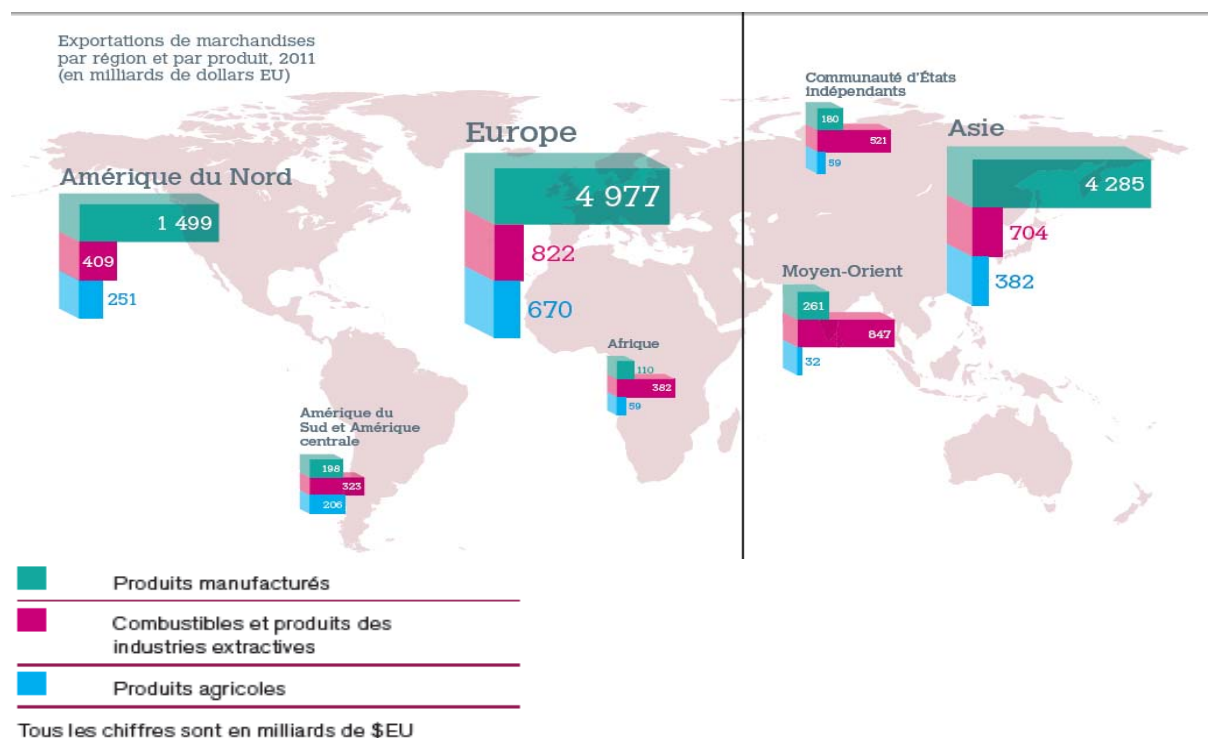 Exportations de marchandises
par région et par produit, 2011
(en milliards de dollars EU)
Amérique du Nord
1 499
409
251
Europe
4 977
822
670
Communauté d'États
indépendants
180
521
59
Asie
4 285
704
382
Moyen-Orient
261
847
32
Afrique
110
382
59
Amérique du
Sud et Amérique
centrale
198
323
206
Produits manufacturés
Combustibles et produits des
industries extractives
Produits agricoles
Tous les chiffres sont en milliards de $EU